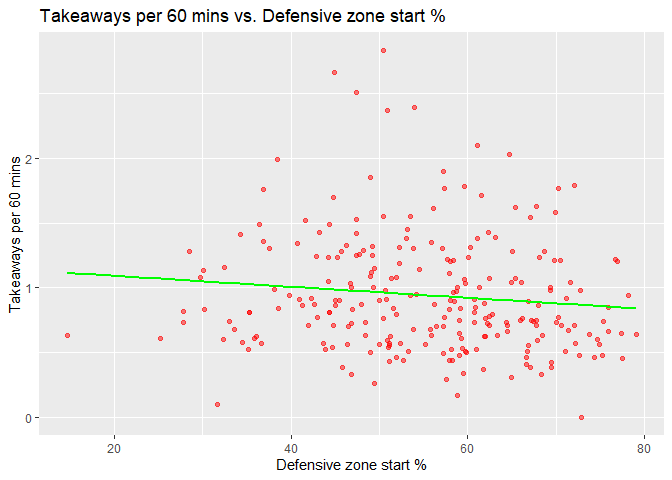 Takeaways per 60 mins vs. Defensive zone start %
Takeaways per 60 mins
2
1
0
20
40
60
80
Defensive zone start %